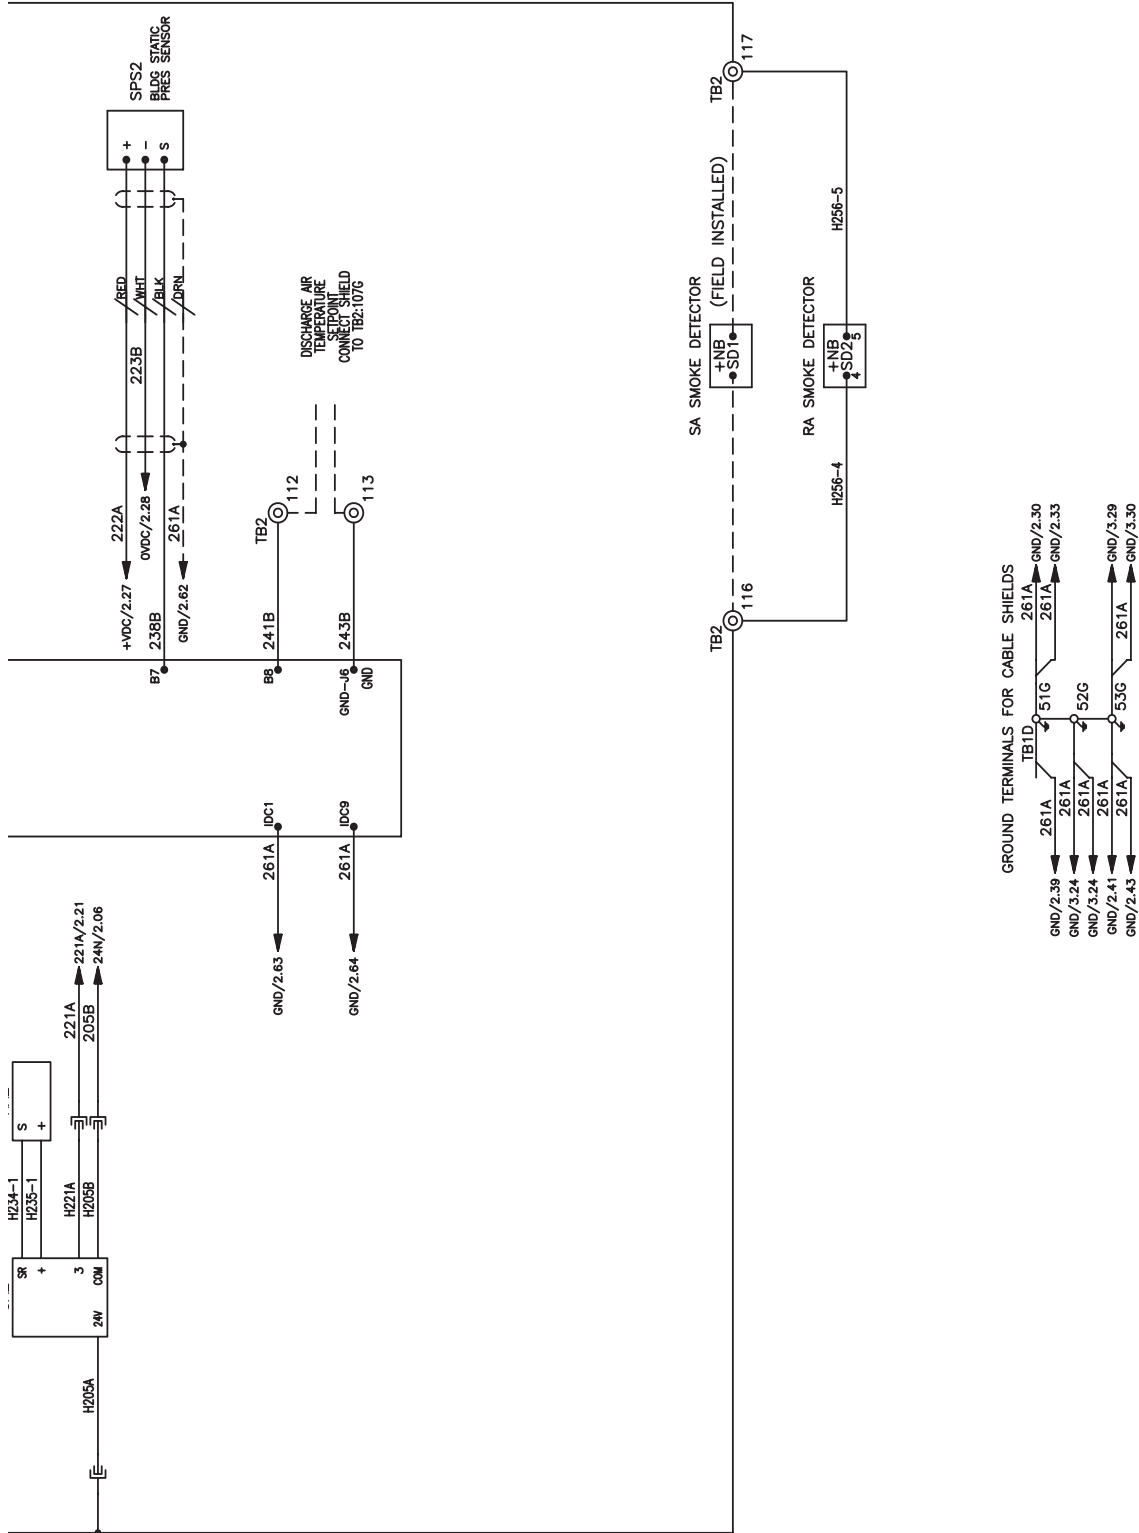 SPS2
BLDG STATIC
PRES SENSOR
+
−
S
RED
WHT
BLK
DRN
223B
222A
0VDC/2.28
261A
+VDC/2.27
238B
GND/2.62
B7
DISCHARGE AIR
TEMPERATURE
SETPOINT
CONNECT SHIELD
TO TB2:107G
112
TB2
113
241B
243B
B8
GND-J6
GND
IDC1
IDC9
261A
261A
GND/2.63
GND/2.64
117
TB2
(FIELD INSTALLED)
H256-5
SA SMOKE DETECTOR
+NB
SD1
RA SMOKE DETECTOR
+NB
SD2
5
4
H256-4
116
TB2
GROUND TERMINALS FOR CABLE SHIELDS
GND/2.30
GND/2.33
GND/3.29
GND/3.30
261A
261A
261A
TB1D
51G
52G
53G
261A
261A
261A
261A
261A
GND/2.39
GND/3.24
GND/3.24
GND/2.41
GND/2.43
221A/2.21
24N/2.06
221A
205B
S
+
H234-1
H235-1
H221A
H205B
SR
+
3
COM
24V
H205A